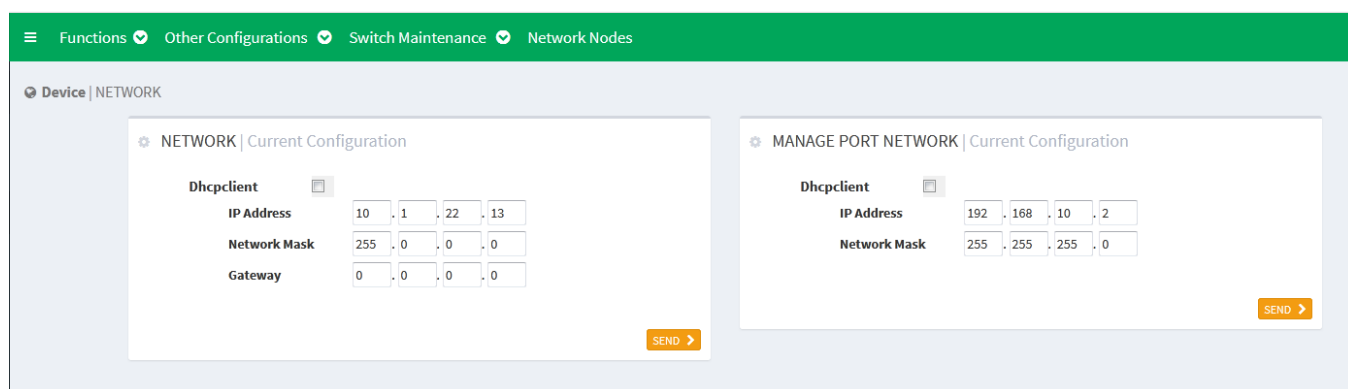 Functions Other Configurations Switch Maintenance Network Nodes
Device | NETWORK
NETWORK | Current Configuration
Dhcpclient
IP Address 10 . 1 . 22 . 13
Network Mask 255 . 0 . 0 . 0
Gateway 0 . 0 . 0 . 0
SEND
MANAGE PORT NETWORK | Current Configuration
Dhcpclient
IP Address 192 . 168 . 10 . 2
Network Mask 255 . 255 . 255 . 0
SEND